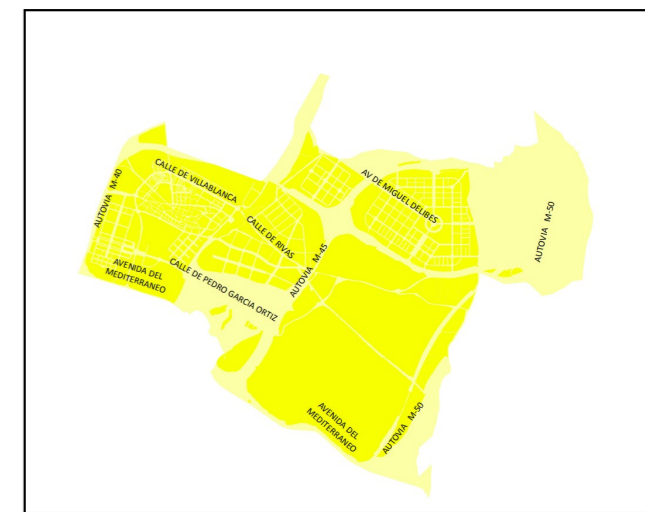 CALLE DE VILLABLANCA
AV DE MIGUEL DELIBES
AUTOVIA M-40
CALLE DE RIVAS
AUTOVIA M-50
AUTOVIA M-45
AVENIDA DEL
MEDITERRANEO
CALLE DE PEDRO GARCIA ORTIZ
AVENIDA DEL
MEDITERRANEO
AUTOVIA M-50